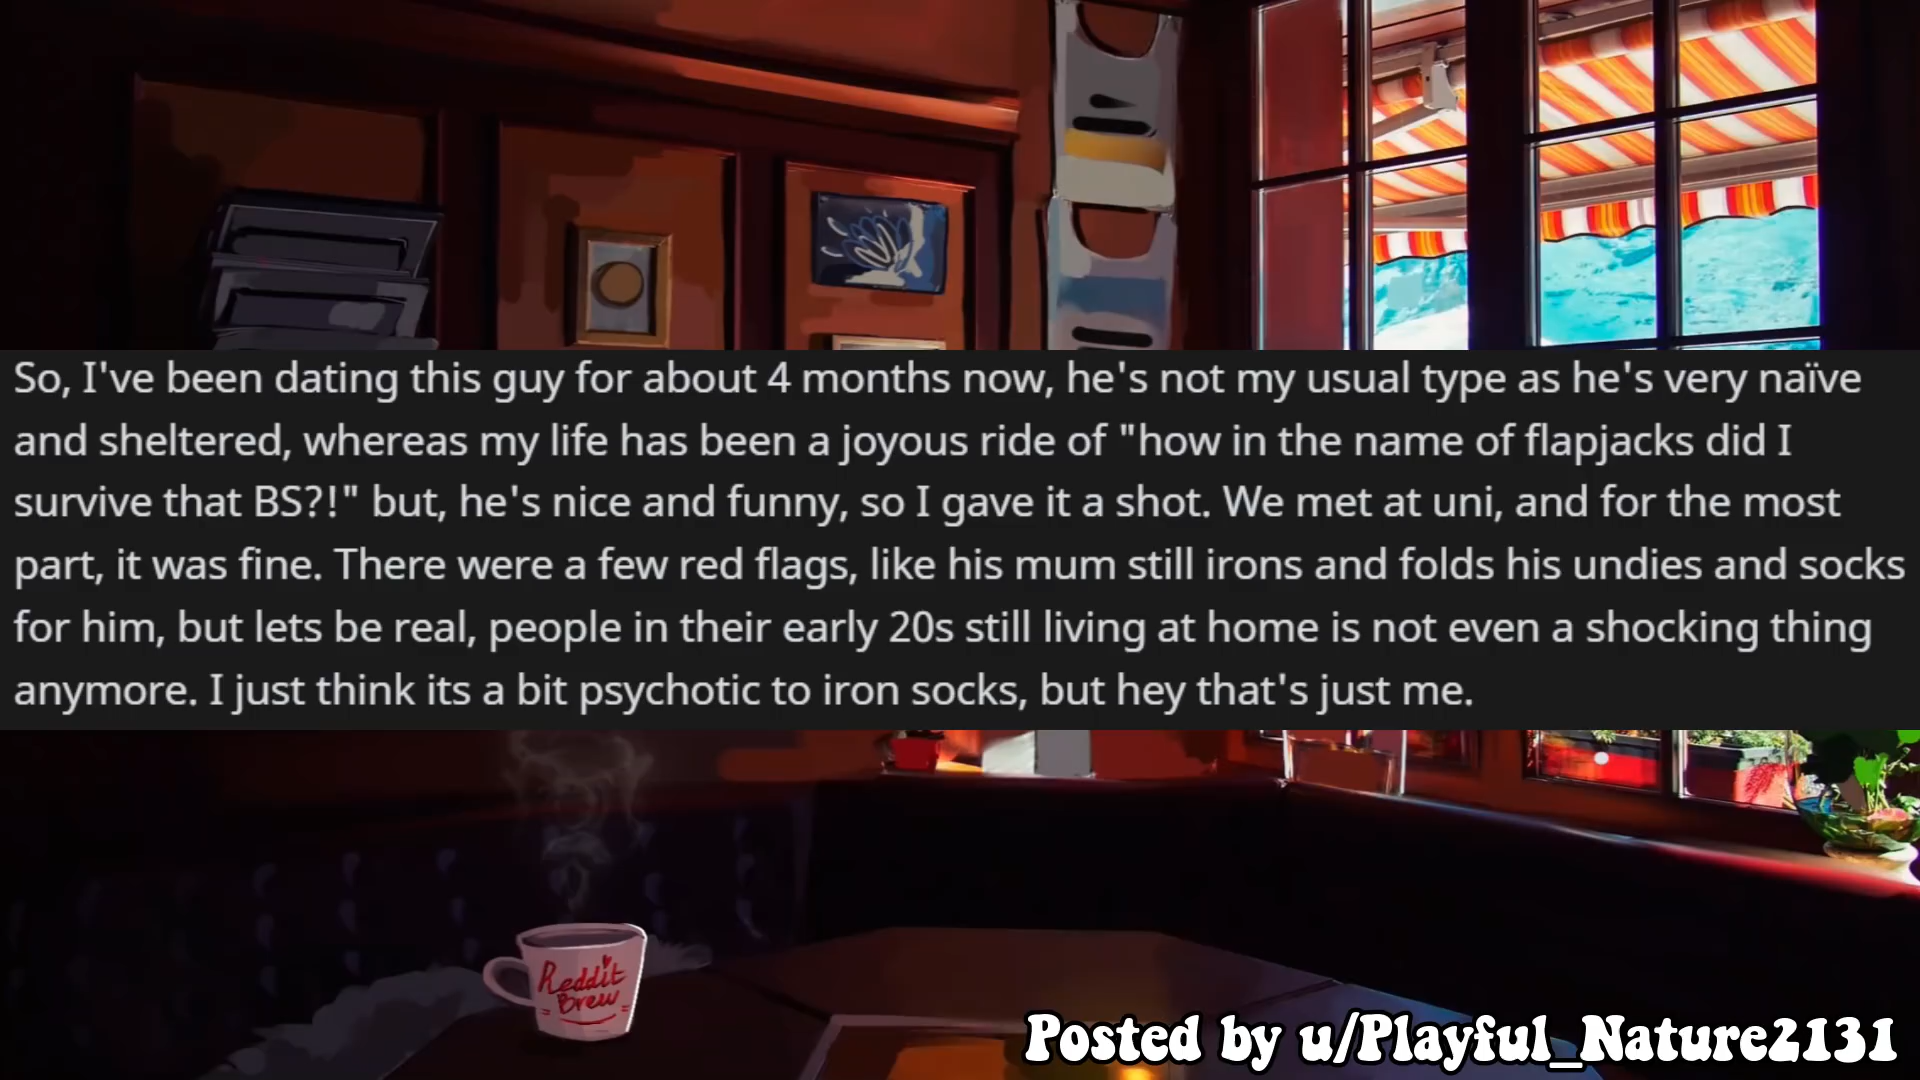 So, I've been dating this guy for about 4 months now, he's not my usual type as he's very naïve
and sheltered, whereas my life has been a joyous ride of "how in the name of flapjacks did I
survive that BS?!" but, he's nice and funny, so I gave it a shot. We met at uni, and for the most
part, it was fine. There were a few red flags, like his mum still irons and folds his undies and socks
for him, but lets be real, people in their early 20s still living at home is not even a shocking thing
anymore. I just think its a bit psychotic to iron socks, but hey that's just me.
Reddit
Brew
Posted by u/Playful_Nature2131